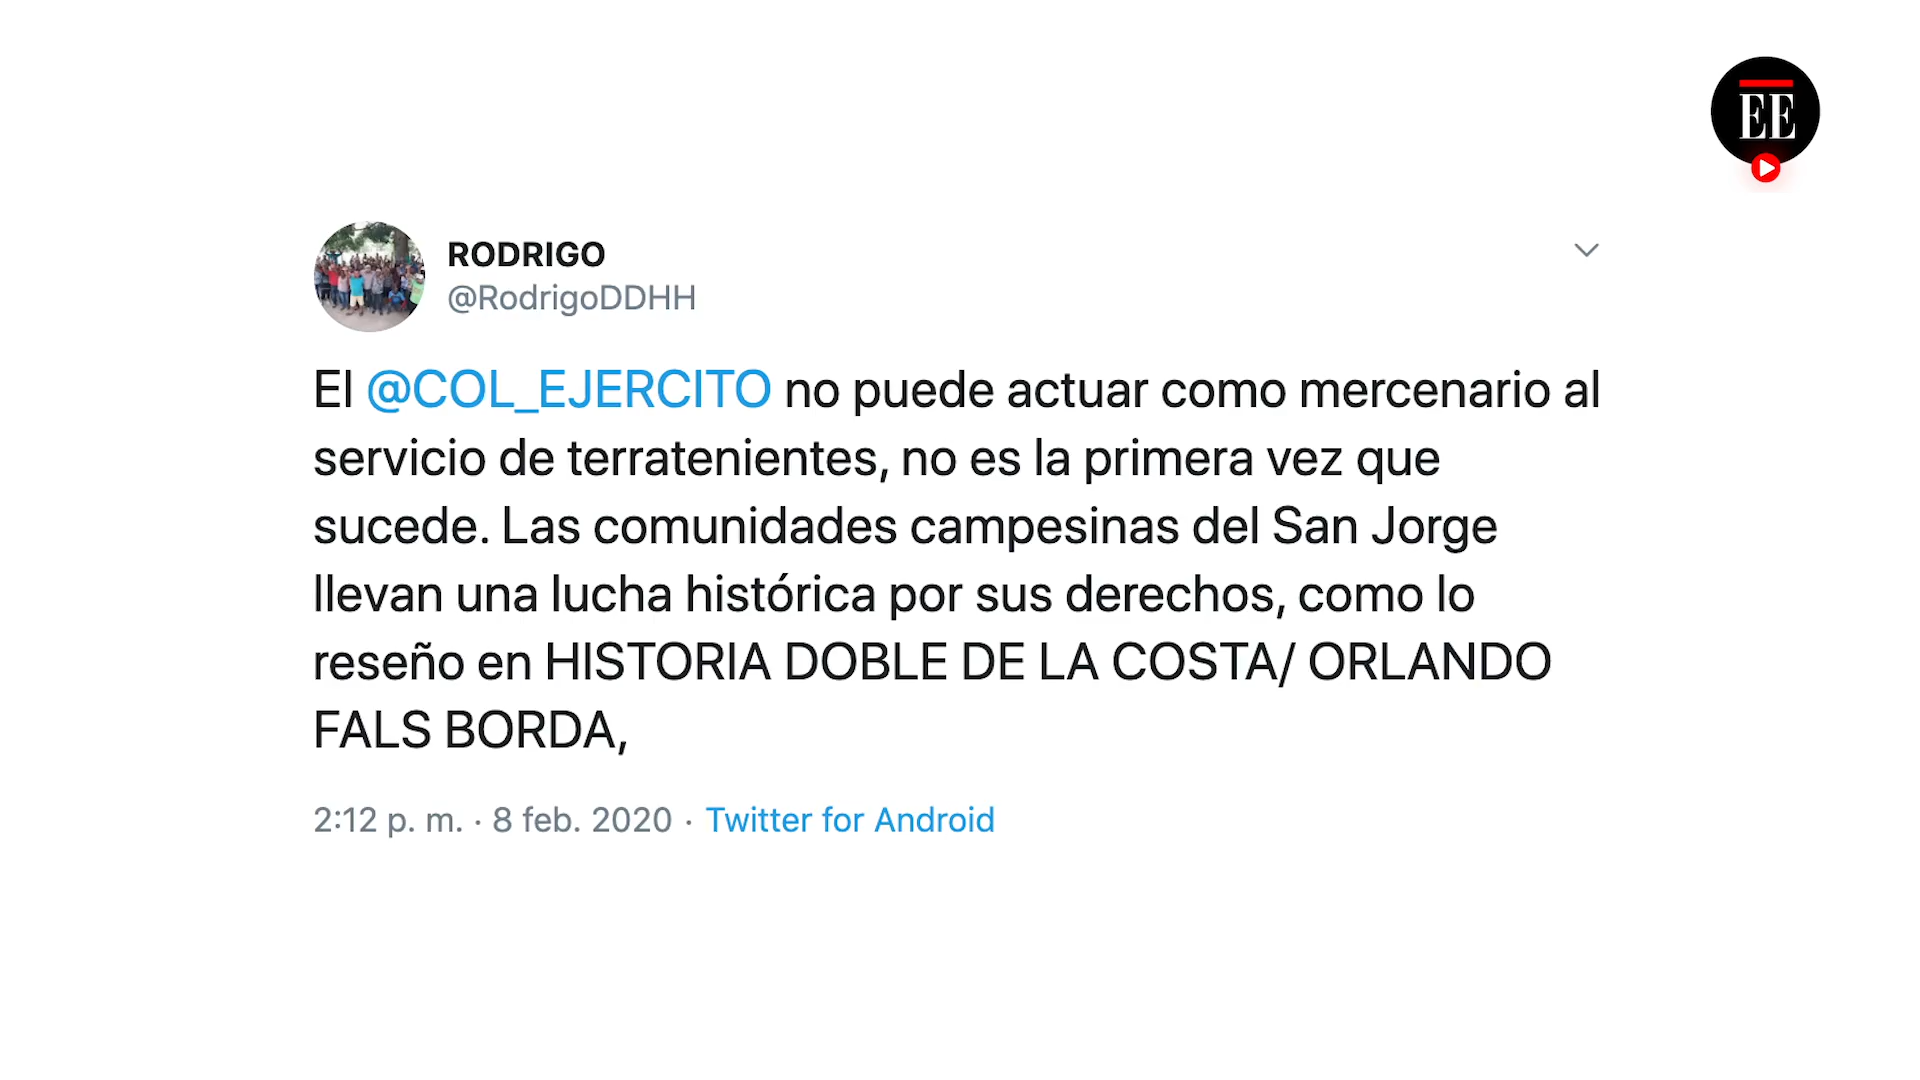 EE
RODRIGO
@RodrigoDDHH
El @COL_EJERCITO no puede actuar como mercenario al
servicio de terratenientes, no es la primera vez que
sucede. Las comunidades campesinas del San Jorge
llevan una lucha histórica por sus derechos, como lo
reseño en HISTORIA DOBLE DE LA COSTA/ ORLANDO
FALS BORDA,
2:12 p. m. · 8 feb. 2020 · Twitter for Android